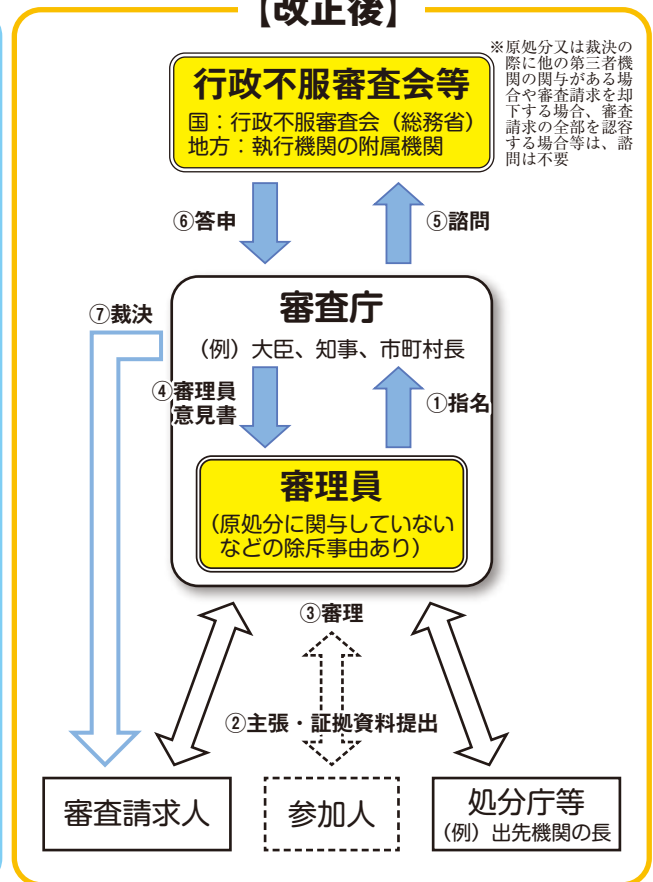 【改正後】
行政不服審査会等
国：行政不服審査会（総務省）
地方：執行機関の附属機関
※原処分又は裁決の
際に他の第三者機
関の関与がある場
合や審査請求を却
下する場合、審査
請求の全部を認容
する場合等は、諮
問は不要
⑥答申
⑤諮問
審査庁
（例）大臣、知事、市町村長
⑦裁決
④審理員
意見書
①指名
審理員
（原処分に関与していない
などの除斥事由あり）
③審理
②主張・証拠資料提出
審査請求人
参加人
処分庁等
（例）出先機関の長